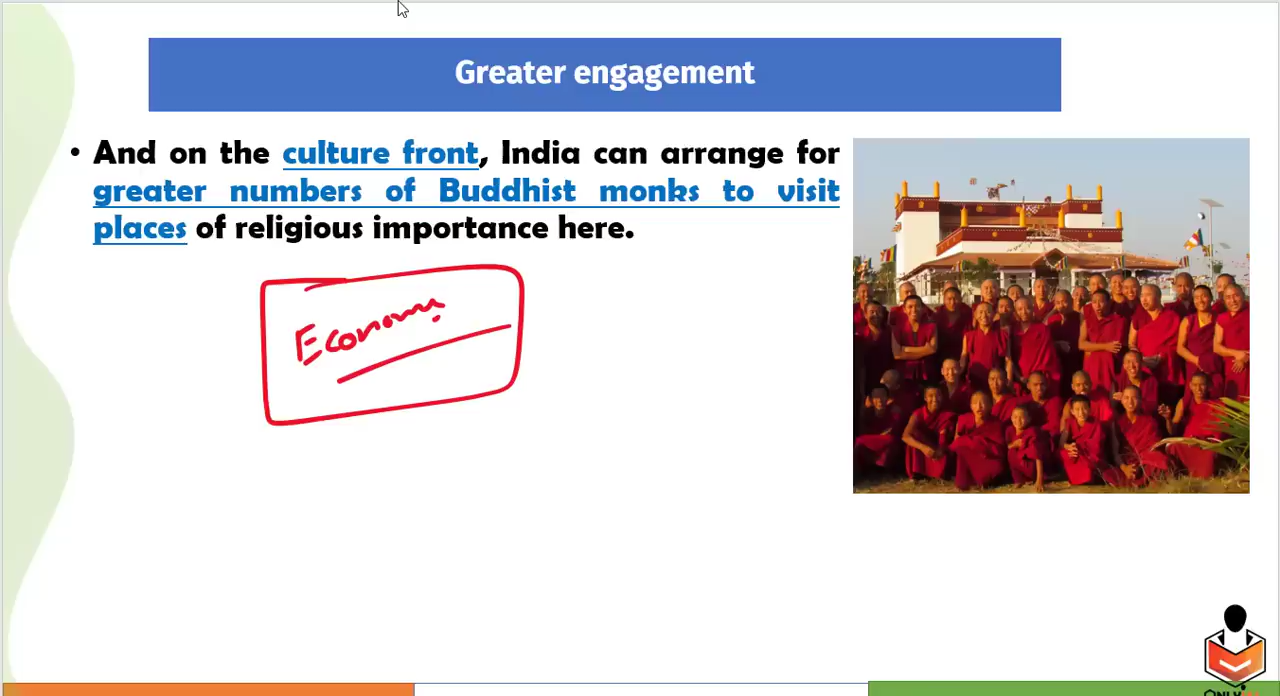 Greater engagement
• And on the culture front, India can arrange for
greater numbers of Buddhist monks to visit
places of religious importance here.
Economy